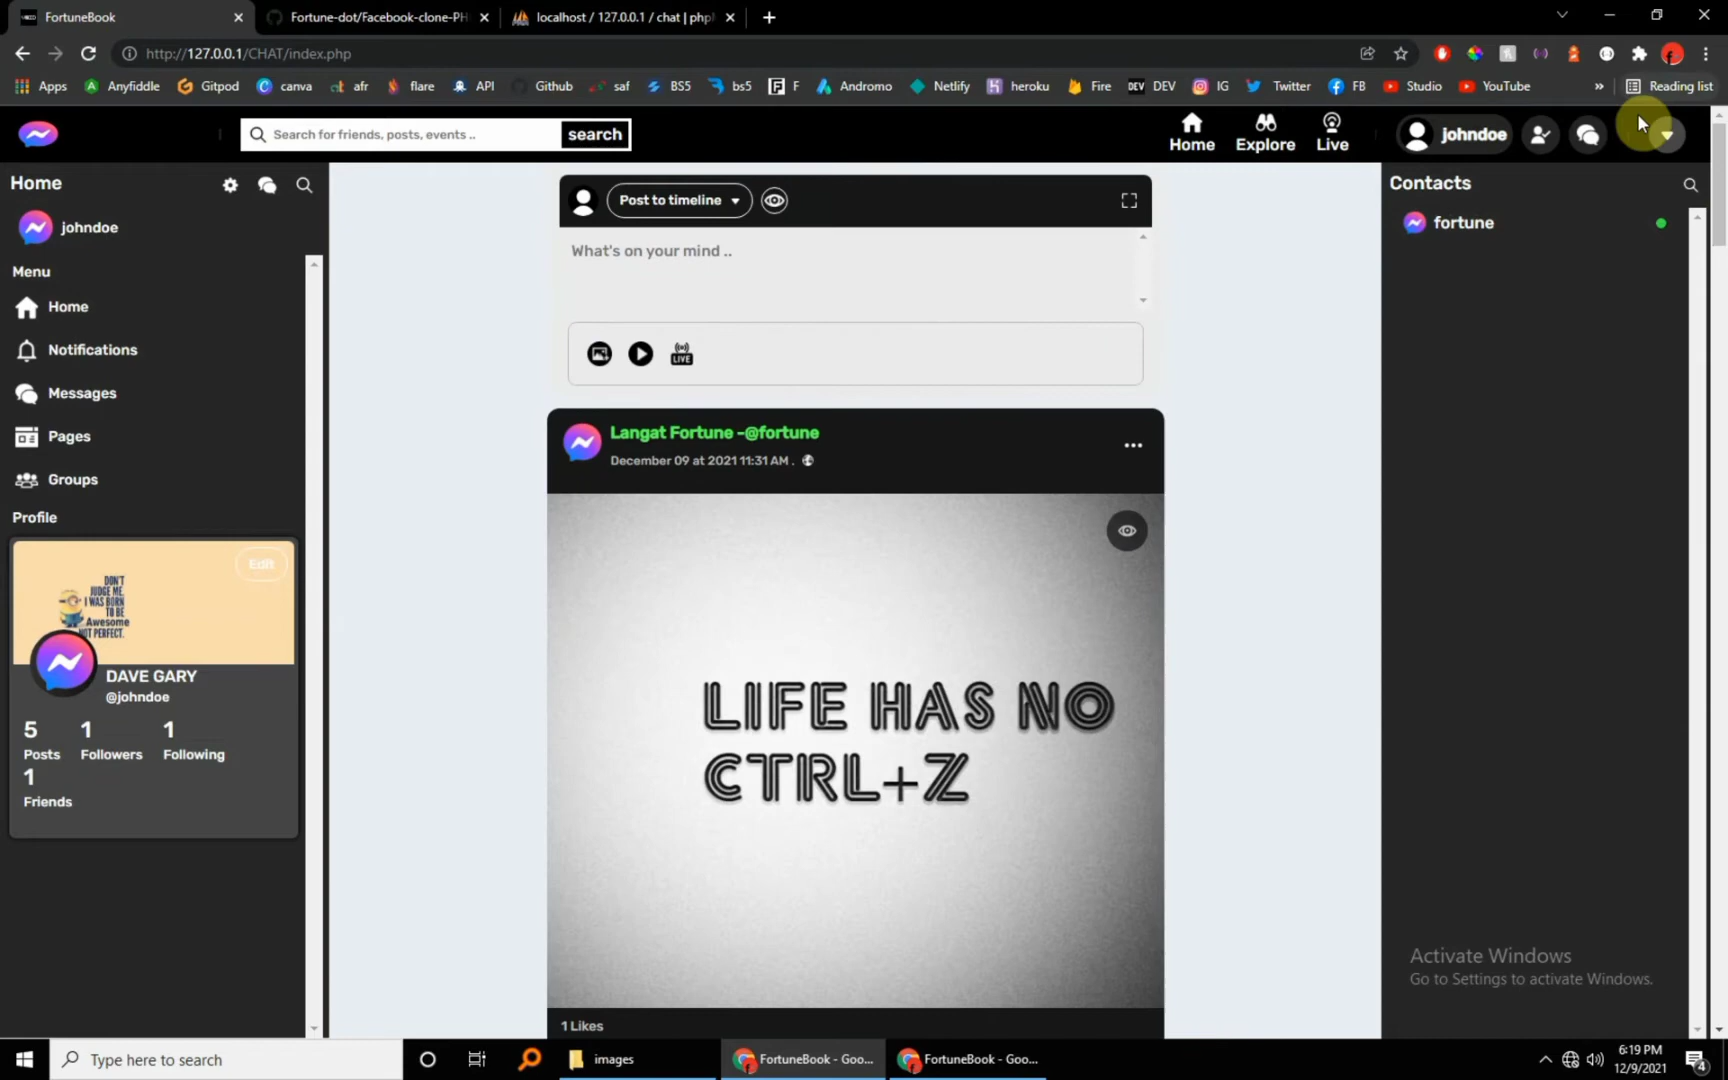 FortuneBook
Fortune-dot/Facebook-clone-PH
localhost / 127.0.0.1 / chat | php
http://127.0.0.1/CHAT/index.php
Apps
Anyfiddle
Gitpod
canva
afr
flare
API
Github
saf
BS5
bs5
F
Andromo
Netlify
heroku
Fire
DEV DEV
IG
Twitter
FB
Studio
YouTube
»
Reading list
Search for friends, posts, events ..
search
Home
Explore
Live
johndoe
Home
johndoe
Menu
Home
Notifications
Messages
Pages
Groups
Profile
Edit
DON'T
JUDGE ME.
I WAS BORN
TO BE
Awesome
NOT PERFECT.
DAVE GARY
@johndoe
5
Posts
1
Followers
1
Following
1
Friends
Post to timeline
What's on your mind ..
LIVE
Langat Fortune -@fortune
December 09 at 2021 11:31 AM .
LIFE HAS NO
CTRL+Z
1 Likes
Contacts
fortune
Activate Windows
Go to Settings to activate Windows.
Type here to search
images
FortuneBook - Goo...
FortuneBook - Goo...
6:19 PM
12/9/2021
4